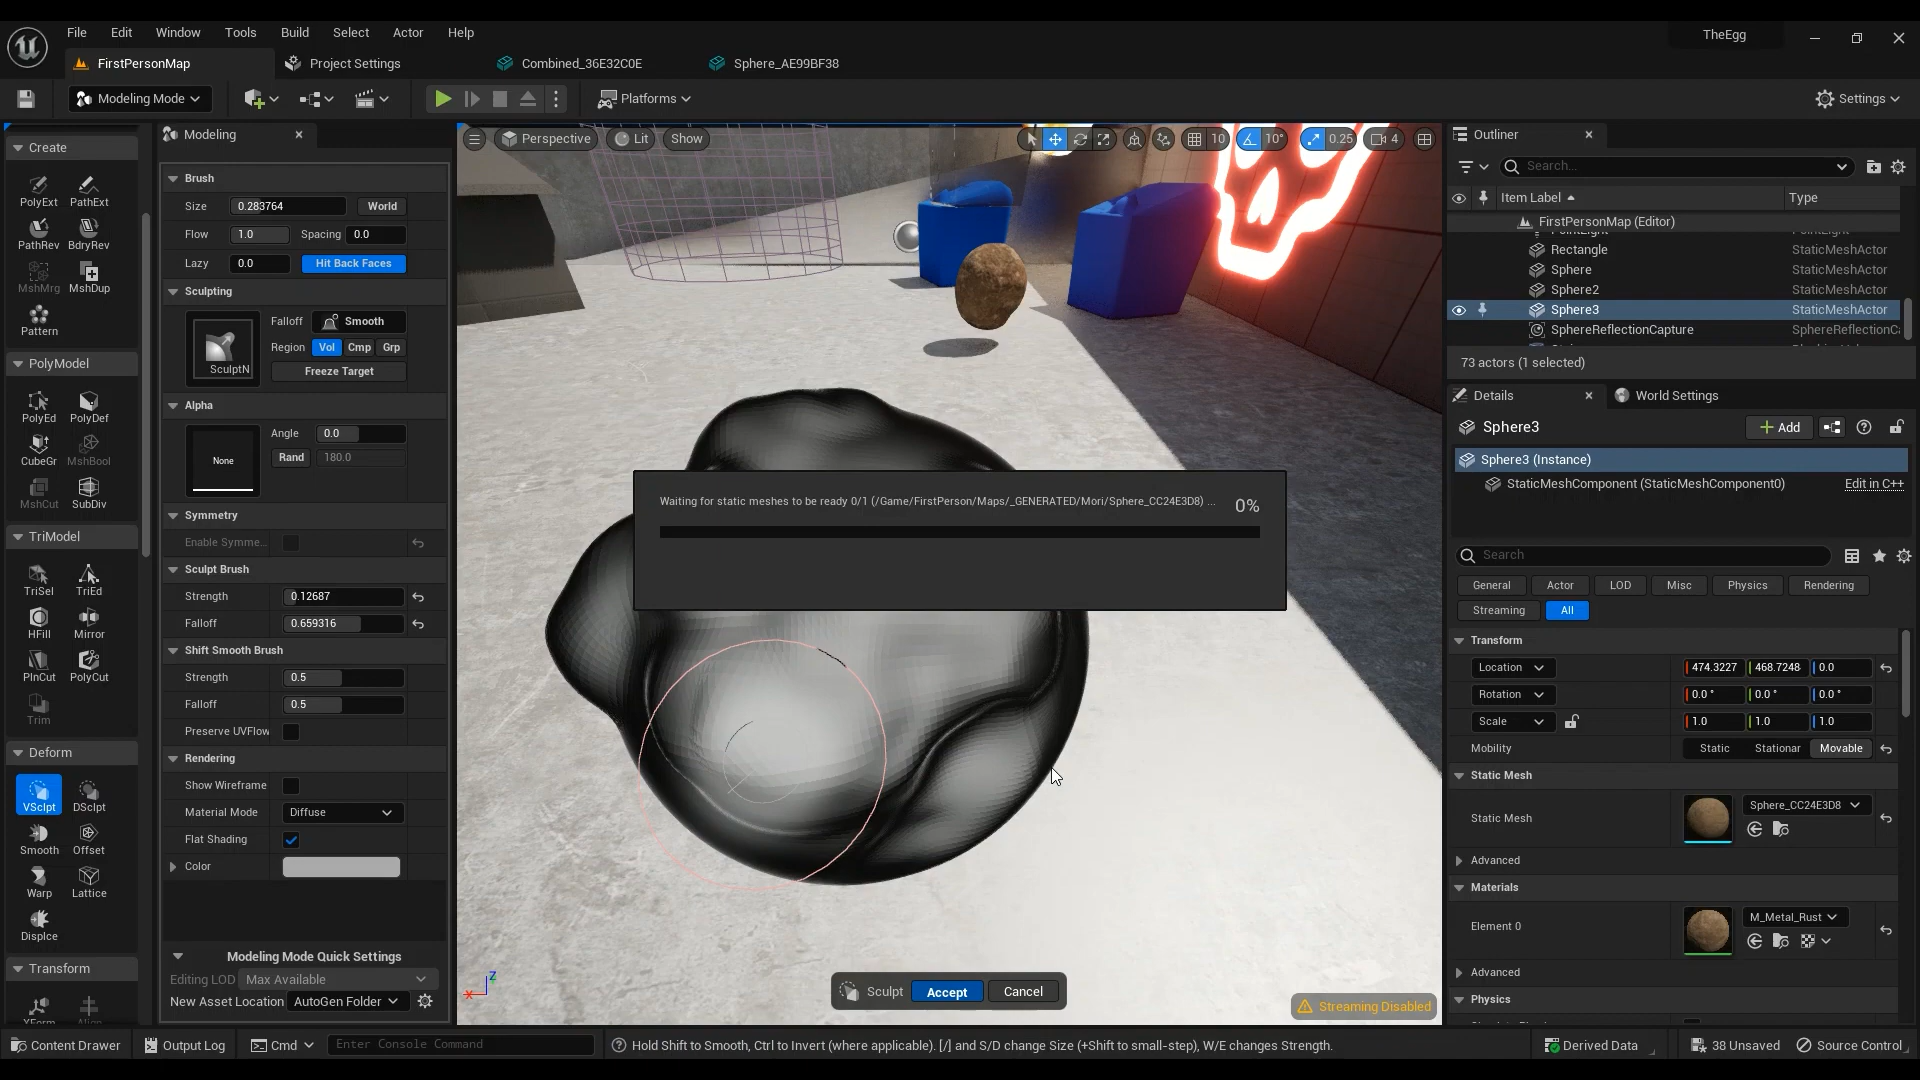 File Edit Window Tools Build Select Actor Help
TheEgg
FirstPersonMap Project Settings Combined_36E32C0E Sphere_AE99BF38
Modeling Mode Platforms Settings
Create
PolyExt PathExt
PathRev BdryRev
MshMrg MshDup
Pattern
PolyModel
PolyEd PolyDef
CubeGr MshBool
MshCut SubDiv
TriModel
TriSel TriEd
HFill Mirror
PlnCut PolyCut
Trim
Deform
VSclpt DSclpt
Smooth Offset
Warp Lattice
Displce
Transform
XForm Align
Modeling
Brush
Size 0.283764 World
Flow 1.0 Spacing 0.0
Lazy 0.0 Hit Back Faces
Sculpting
SculptN
Falloff Smooth
Region Vol Cmp Grp
Freeze Target
Alpha
None
Angle 0.0
Rand 180.0
Symmetry
Enable Symme...
Sculpt Brush
Strength 0.12687
Falloff 0.659316
Shift Smooth Brush
Strength 0.5
Falloff 0.5
Preserve UVFlow
Rendering
Show Wireframe
Material Mode Diffuse
Flat Shading
Color
Modeling Mode Quick Settings
Editing LOD Max Available
New Asset Location AutoGen Folder
Perspective Lit Show 10 10° 0.25 4
Waiting for static meshes to be ready 0/1 (/Game/FirstPerson/Maps/_GENERATED/Mori/Sphere_CC24E3D8) ... 0%
Z
X
Sculpt Accept Cancel
Streaming Disabled
Outliner
Search...
Item Label Type
FirstPersonMap (Editor)
Rectangle StaticMeshActor
Sphere StaticMeshActor
Sphere2 StaticMeshActor
Sphere3 StaticMeshActor
SphereReflectionCapture SphereReflectionCa
73 actors (1 selected)
Details World Settings
Sphere3 Add
Sphere3 (Instance)
StaticMeshComponent (StaticMeshComponent0) Edit in C++
Search
General Actor LOD Misc Physics Rendering
Streaming All
Transform
Location 474.3227 468.7248 0.0
Rotation 0.0 ° 0.0 ° 0.0 °
Scale 1.0 1.0 1.0
Mobility Static Stationar Movable
Static Mesh
Static Mesh Sphere_CC24E3D8
Advanced
Materials
Element 0 M_Metal_Rust
Advanced
Physics
Content Drawer Output Log Cmd Enter Console Command Hold Shift to Smooth, Ctrl to Invert (where applicable). [/] and S/D change Size (+Shift to small-step), W/E changes Strength. Derived Data 38 Unsaved Source Control